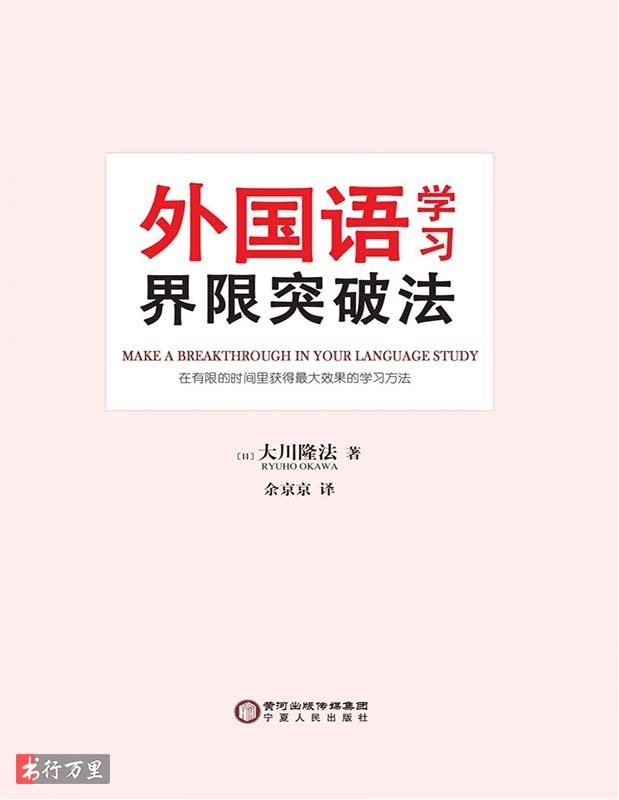 外国语学习
界限突破法
MAKE A BREAKTHROUGH IN YOUR LANGUAGE STUDY
在有限的时间里获得最大效果的学习方法
〔日〕大川隆法 著
RYUHO OKAWA
余京京 译
黄河出版传媒集团
宁夏人民出版社
书行万里